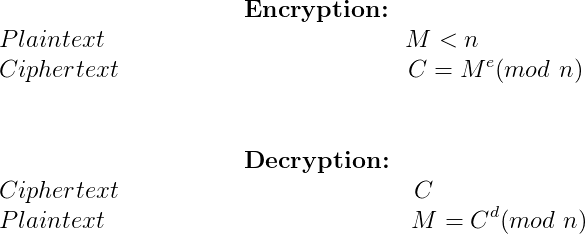 Encryption:
Plaintext M < n
Ciphertext C = M^e(mod n)
Decryption:
Ciphertext C
Plaintext M = C^d(mod n)